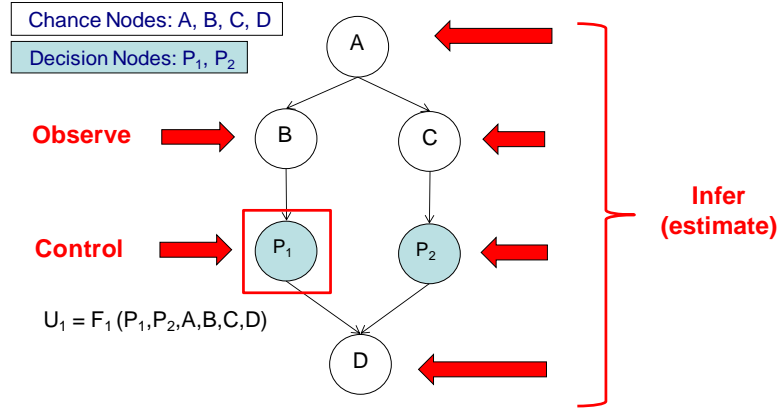 Chance Nodes: A, B, C, D
Decision Nodes: P₁, P₂
A
Observe
B
C
Infer
(estimate)
Control
P₁
P₂
U₁ = F₁ (P₁,P₂,A,B,C,D)
D